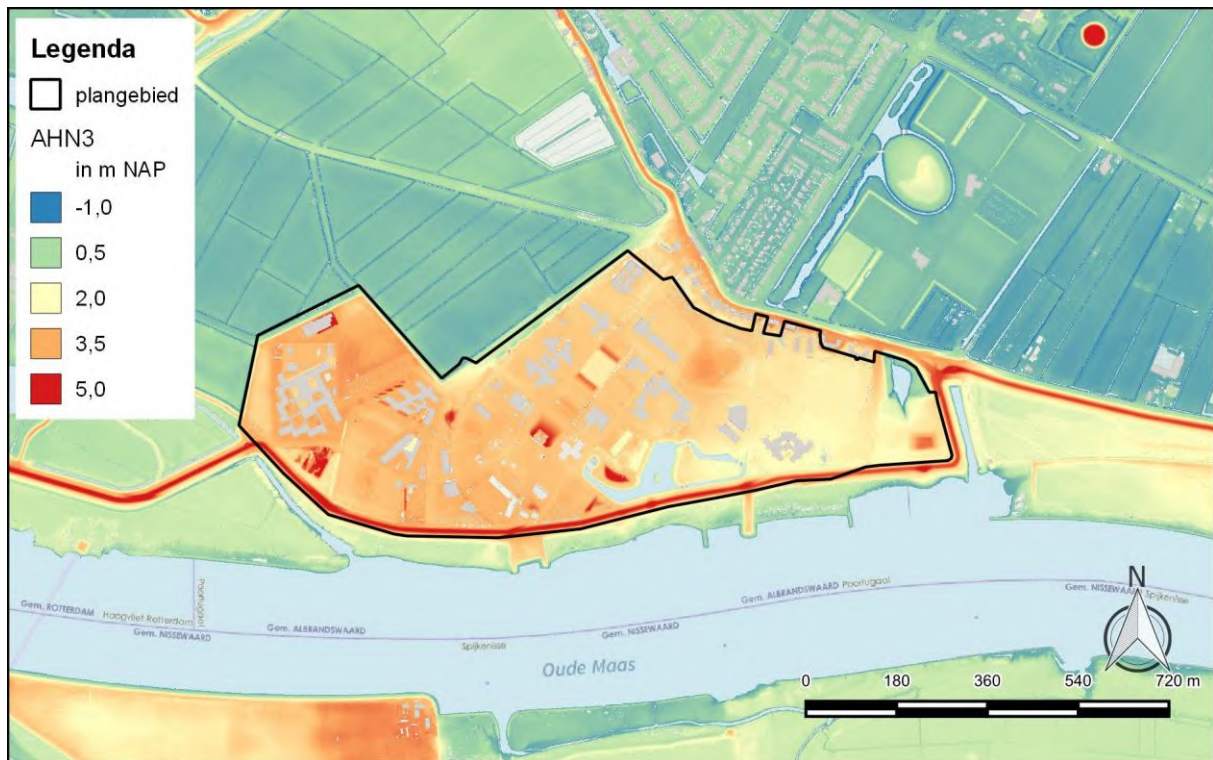 Legenda
plangebied
AHN3
in m NAP
-1,0
0,5
2,0
3,5
5,0
Gem. ROTTERDAM
Hoogvliet Rotterdam
Poortugaal
Gem. NISSEWAARD
Gem. ALBRANDSWAARD
Spijkenisse
Gem. NISSEWAARD
Gem. ALBRANDSWAARD Poortugaal
Gem. NISSEWAARD
Spijkenisse
Oude Maas
N
0 180 360 540 720 m